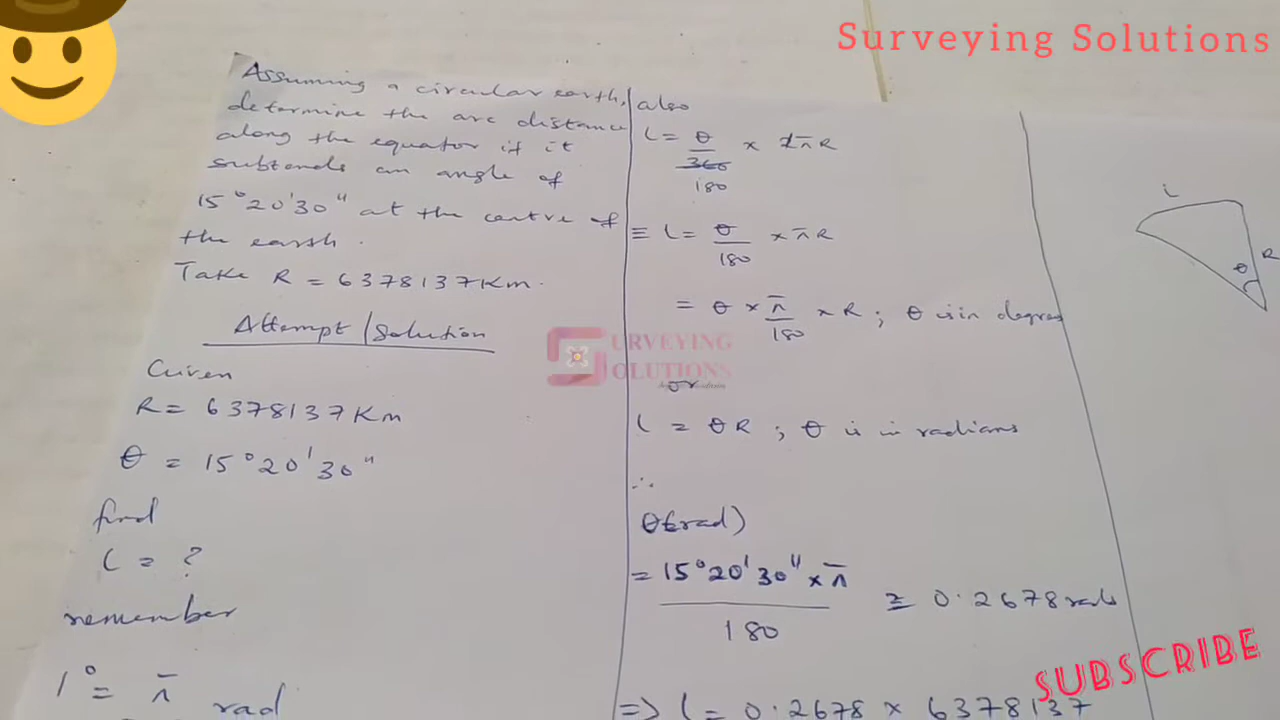 Surveying Solutions
Assuming a circular earth,
determine the arc distance
along the equator if it
subtends an angle of
15°20'30" at the centre of
the earth.
Take R = 6378137Km.
Attempt/Solution
Given
R = 6378137Km
θ = 15°20'30"
find
l = ?
remember
1° = π rad
also
l = θ/360 × 2πR
180
≡ l = θ/180 × πR
= θ × π/180 × R ; θ is in degrees
or
l = θR ; θ is in radians
∴
θ(rad)
= 15°20'30" × π / 180 ≅ 0.2678 rads
=> l = 0.2678 × 6378137
l
R
θ
SURVEYING
SOLUTIONS
SUBSCRIBE